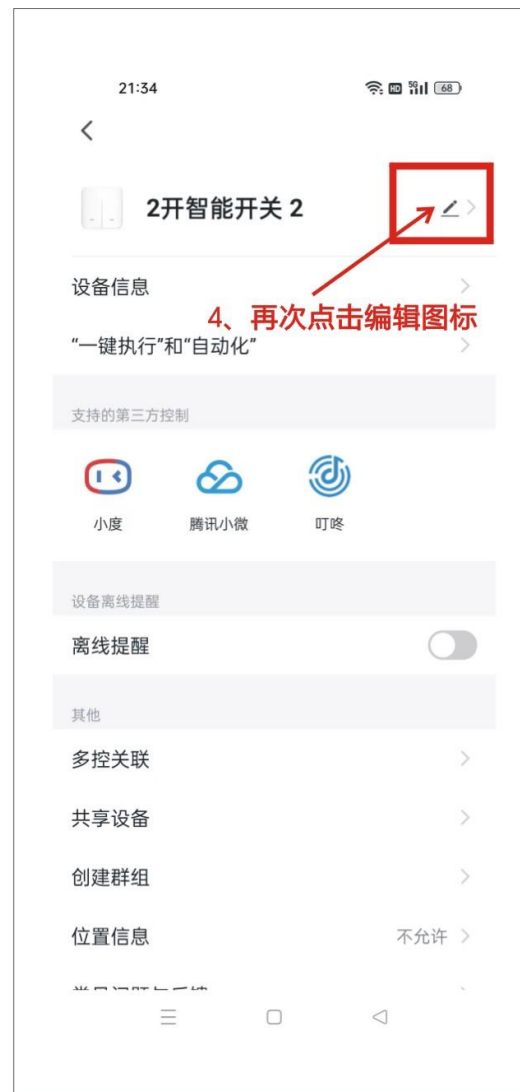 21:34
HD 5G 68
2开智能开关 2
设备信息
4、再次点击编辑图标
“一键执行”和“自动化”
支持的第三方控制
小度 腾讯小微 叮咚
设备离线提醒
离线提醒
其他
多控关联
共享设备
创建群组
位置信息 不允许